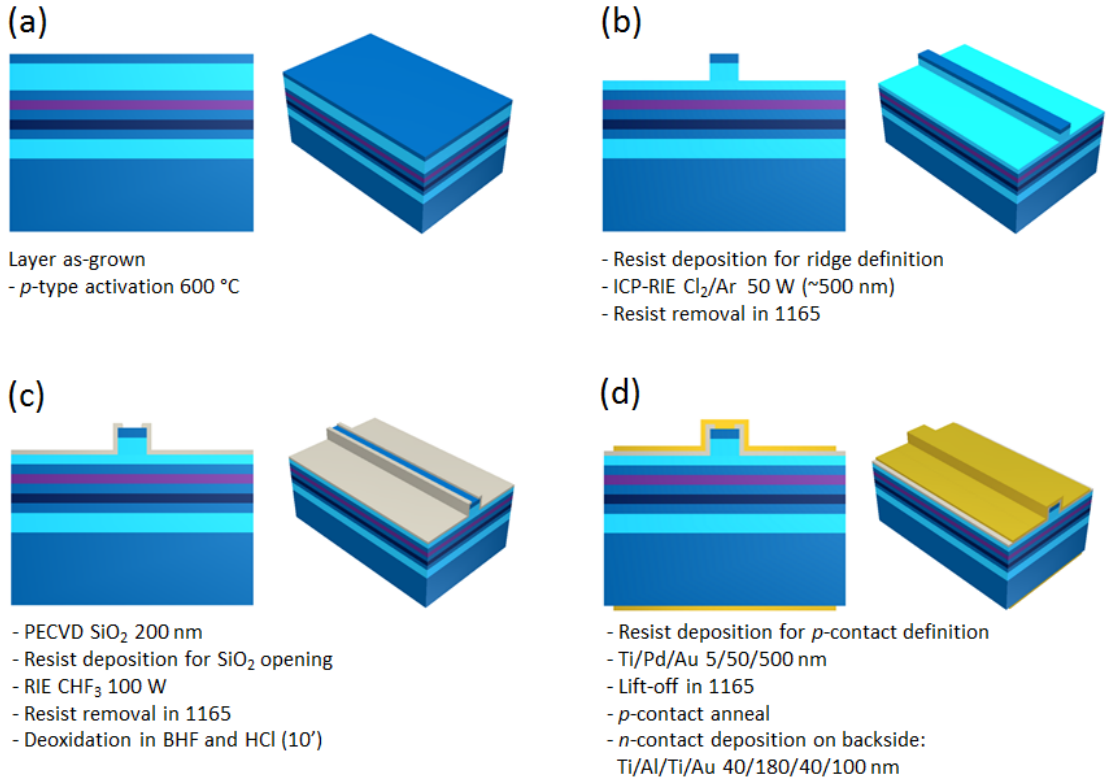 (a)
Layer as-grown
- p-type activation 600 °C
(b)
- Resist deposition for ridge definition
- ICP-RIE Cl₂/Ar 50 W (~500 nm)
- Resist removal in 1165
(c)
- PECVD SiO₂ 200 nm
- Resist deposition for SiO₂ opening
- RIE CHF₃ 100 W
- Resist removal in 1165
- Deoxidation in BHF and HCl (10’)
(d)
- Resist deposition for p-contact definition
- Ti/Pd/Au 5/50/500 nm
- Lift-off in 1165
- p-contact anneal
- n-contact deposition on backside:
Ti/Al/Ti/Au 40/180/40/100 nm